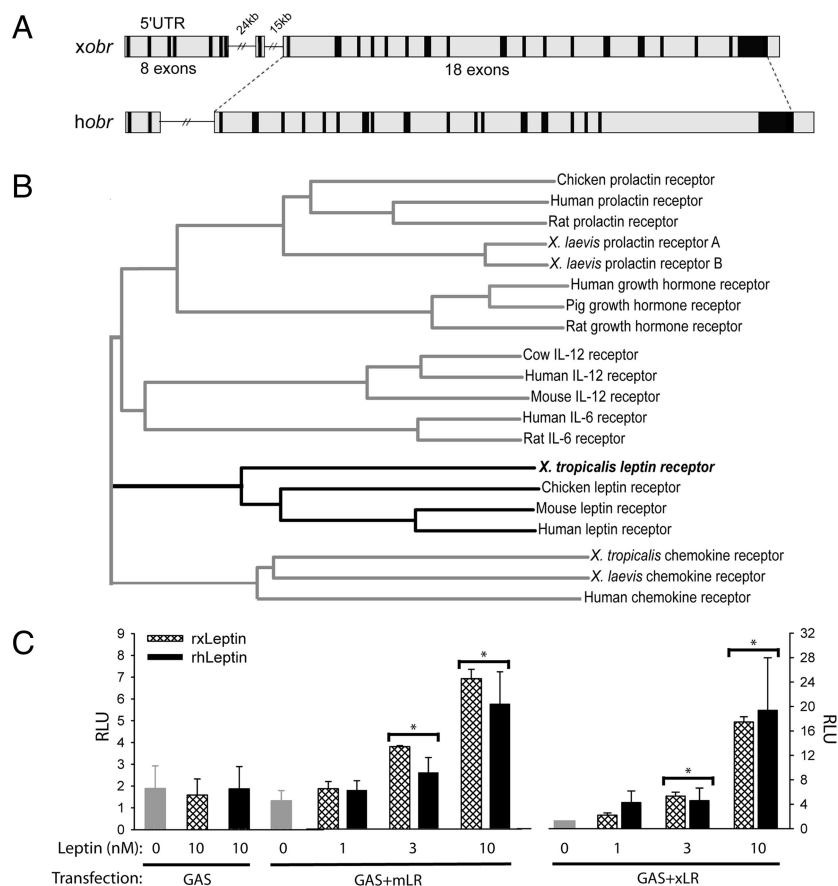 A
5'UTR
24kb
15kb
xobr
8 exons
18 exons
hobr
B
Chicken prolactin receptor
Human prolactin receptor
Rat prolactin receptor
X. laevis prolactin receptor A
X. laevis prolactin receptor B
Human growth hormone receptor
Pig growth hormone receptor
Rat growth hormone receptor
Cow IL-12 receptor
Human IL-12 receptor
Mouse IL-12 receptor
Human IL-6 receptor
Rat IL-6 receptor
X. tropicalis leptin receptor
Chicken leptin receptor
Mouse leptin receptor
Human leptin receptor
X. tropicalis chemokine receptor
X. laevis chemokine receptor
Human chemokine receptor
C
rxLeptin
rhLeptin
RLU
9
8
7
6
5
4
3
2
1
0
* * * *
32
28
24
20
16
12
8
4
0
RLU
Leptin (nM): 0 10 10 0 1 3 10 0 1 3 10
Transfection: GAS GAS+mLR GAS+xLR